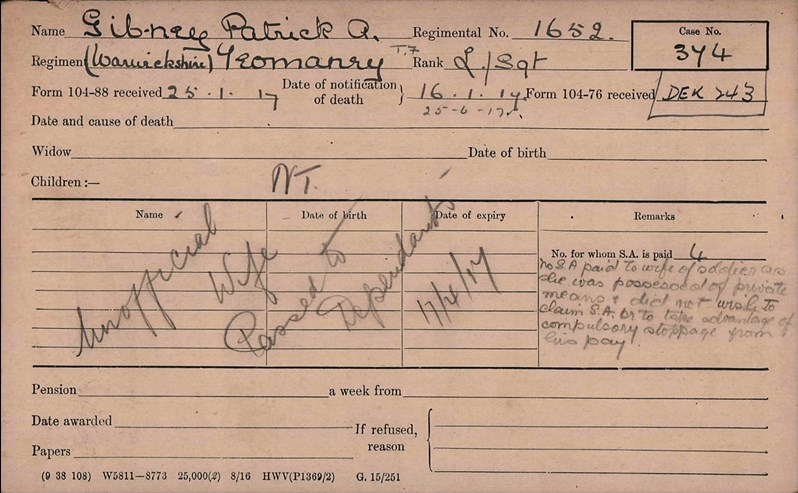 Name Gibney Patrick A. Regimental No. 1652.
Case No.
374
Regimen (Warwickshire) Yeomanry T.F. Rank L/Sgt
Form 104-88 received 25.1.17 Date of notification of death } 16.1.17. Form 104-76 received DEK 243
25-6-17.
Date and cause of death
Widow Date of birth
Children:— NT.
Name Date of birth Date of expiry Remarks
No. for whom S.A. is paid 4
Unofficial Wife
Passed to Dependants
17/4/17
No S.A paid to wife of soldier as
she was possessed of private
means & did not wish to
claim S.A. or to take advantage of
compulsory stoppage from
his pay!
Pension a week from
Date awarded
If refused,
reason
Papers
(9 38 108) W5811—8773 25,000(2) 8/16 HWV(P1369/2) G. 15/251